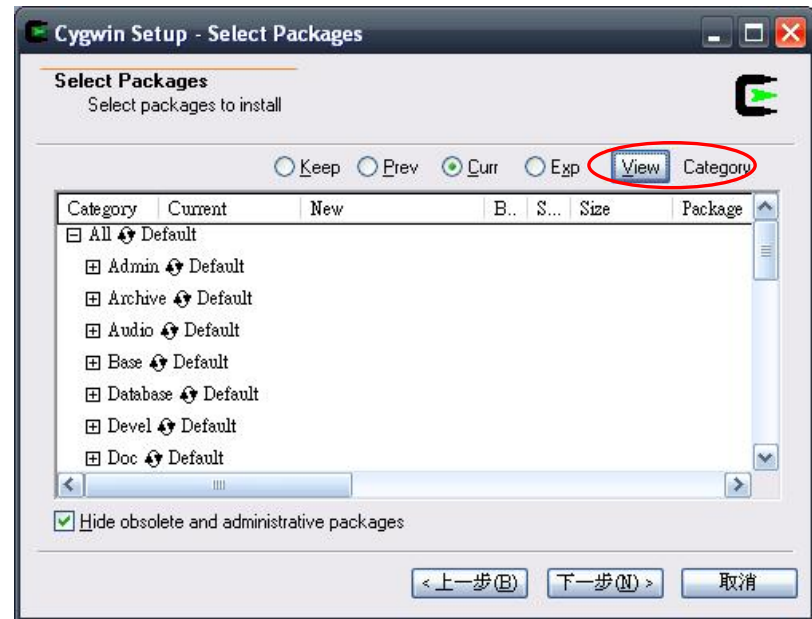 Cygwin Setup - Select Packages
Select Packages
Select packages to install
Keep Prev Curr Exp View Category
Category Current New B.. S... Size Package
All Default
Admin Default
Archive Default
Audio Default
Base Default
Database Default
Devel Default
Doc Default
Hide obsolete and administrative packages
<上一步(B) 下一步(N)> 取消